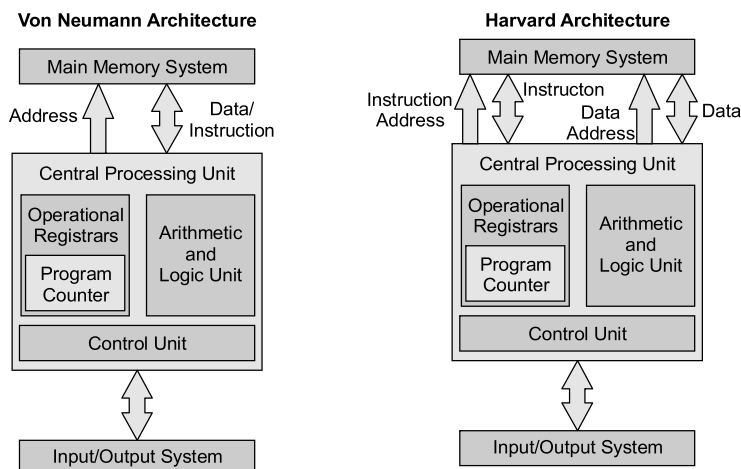 Von Neumann Architecture
Main Memory System
Address
Data/
Instruction
Central Processing Unit
Operational
Registrars
Program
Counter
Arithmetic
and
Logic Unit
Control Unit
Input/Output System
Harvard Architecture
Main Memory System
Instruction
Address
Instructon
Data
Address
Data
Central Processing Unit
Operational
Registrars
Program
Counter
Arithmetic
and
Logic Unit
Control Unit
Input/Output System